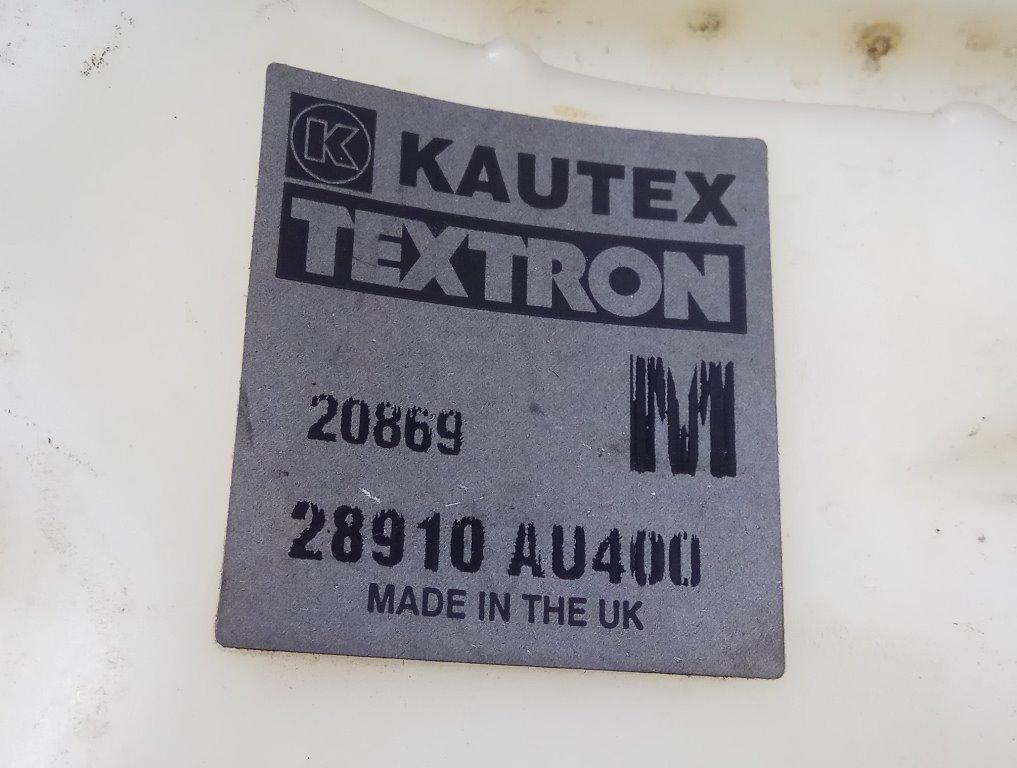 K KAUTEX
TEXTRON
20869 M
28910 AU400
MADE IN THE UK